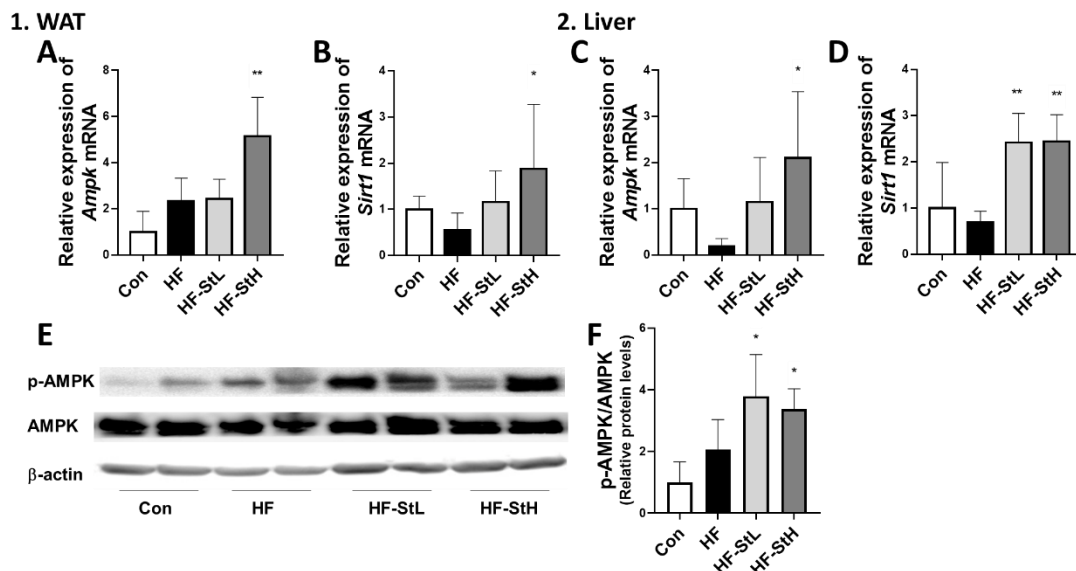 1. WAT
2. Liver
A
Relative expression of
Ampk mRNA
8
6
4
2
0
**
Con
HF
HF-StL
HF-StH
B
Relative expression of
Sirt1 mRNA
4
3
2
1
0
*
Con
HF
HF-StL
HF-StH
C
Relative expression of
Ampk mRNA
4
3
2
1
0
*
Con
HF
HF-StL
HF-StH
D
Relative expression of
Sirt1 mRNA
4
3
2
1
0
**
**
Con
HF
HF-StL
HF-StH
E
p-AMPK
AMPK
β-actin
Con
HF
HF-StL
HF-StH
F
p-AMPK/AMPK
(Relative protein levels)
6
4
2
0
*
*
Con
HF
HF-StL
HF-StH